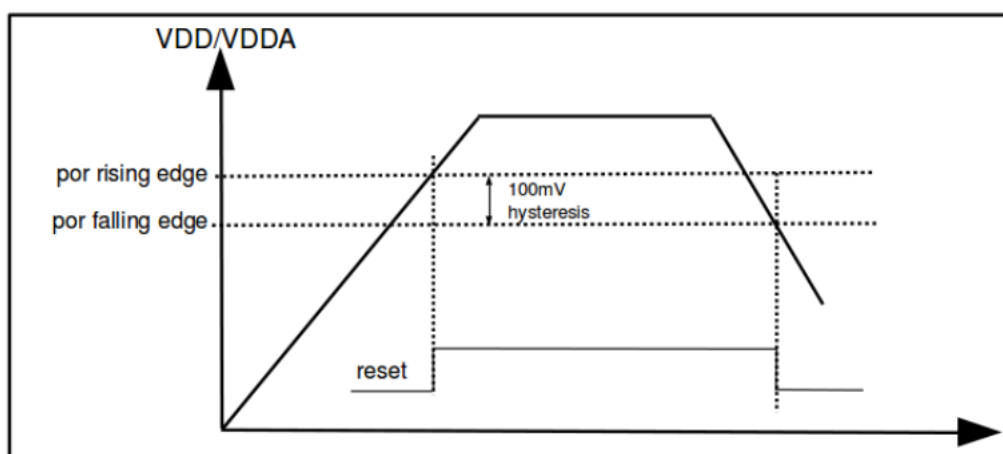 VDD/VDDA
por rising edge
100mV
hysteresis
por falling edge
reset